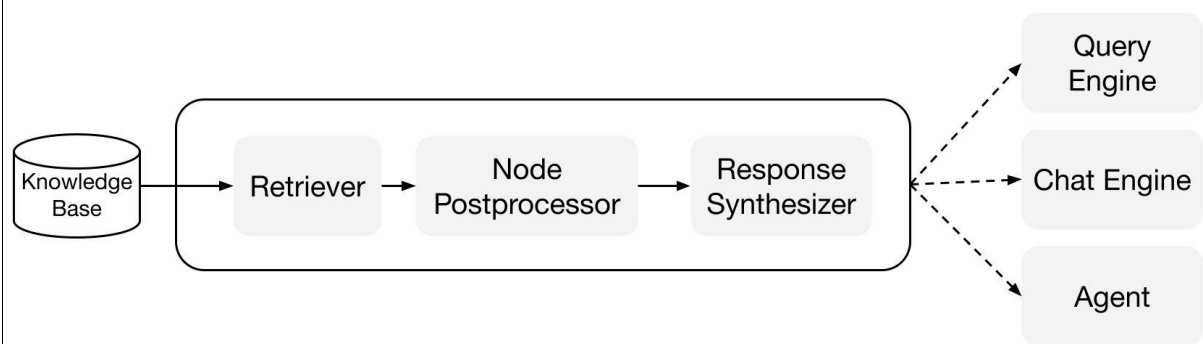 Knowledge
Base
Retriever
Node
Postprocessor
Response
Synthesizer
Query
Engine
Chat Engine
Agent